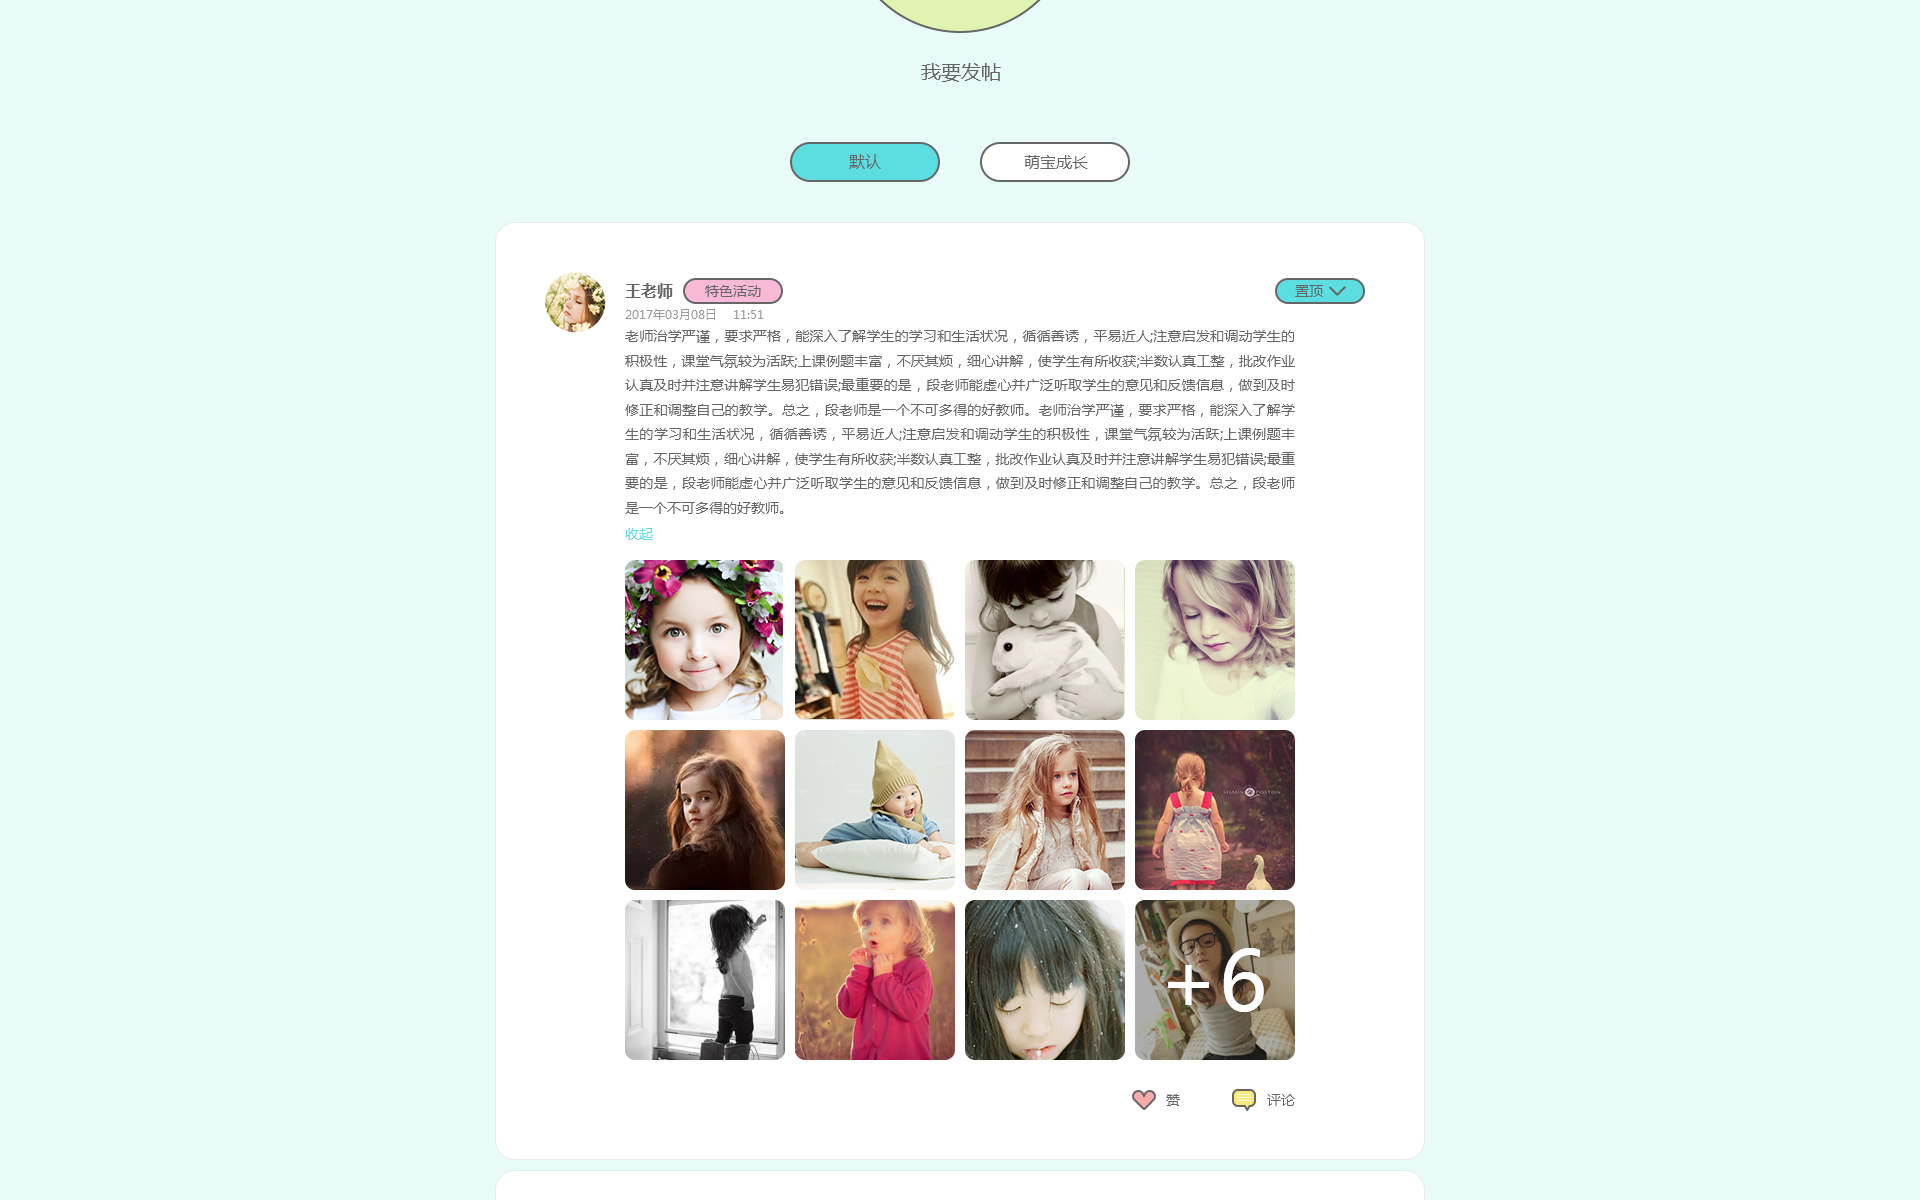 我要发帖
默认
萌宝成长
王老师 特色活动 置顶
2017年03月08日 11:51
老师治学严谨，要求严格，能深入了解学生的学习和生活状况，循循善诱，平易近人;注意启发和调动学生的
积极性，课堂气氛较为活跃;上课例题丰富，不厌其烦，细心讲解，使学生有所收获;半数认真工整，批改作业
认真及时并注意讲解学生易犯错误;最重要的是，段老师能虚心并广泛听取学生的意见和反馈信息，做到及时
修正和调整自己的教学。总之，段老师是一个不可多得的好教师。老师治学严谨，要求严格，能深入了解学
生的学习和生活状况，循循善诱，平易近人;注意启发和调动学生的积极性，课堂气氛较为活跃;上课例题丰
富，不厌其烦，细心讲解，使学生有所收获;半数认真工整，批改作业认真及时并注意讲解学生易犯错误;最重
要的是，段老师能虚心并广泛听取学生的意见和反馈信息，做到及时修正和调整自己的教学。总之，段老师
是一个不可多得的好教师。
收起
+6
赞
评论